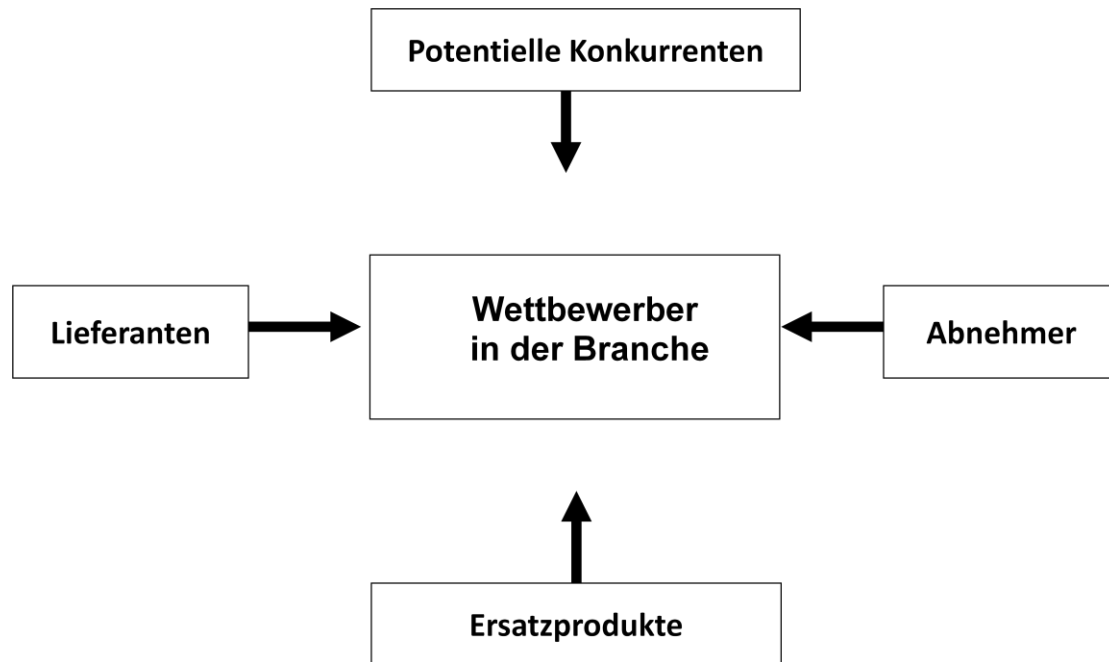 Potentielle Konkurrenten
Lieferanten
Wettbewerber
in der Branche
Abnehmer
Ersatzprodukte